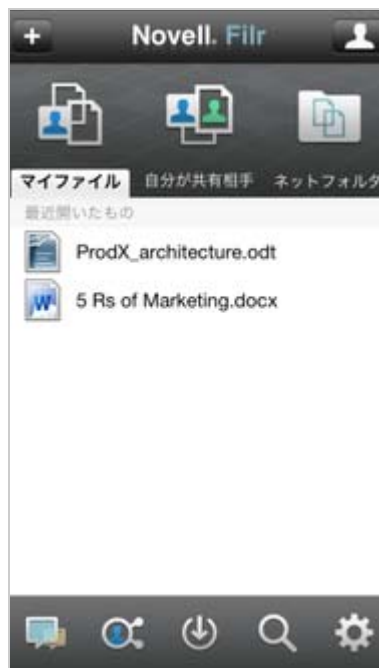 Novell. Filr
マイファイル 自分が共有相手 ネットフォルダ
最近開いたもの
ProdX_architecture.odt
W 5 Rs of Marketing.docx